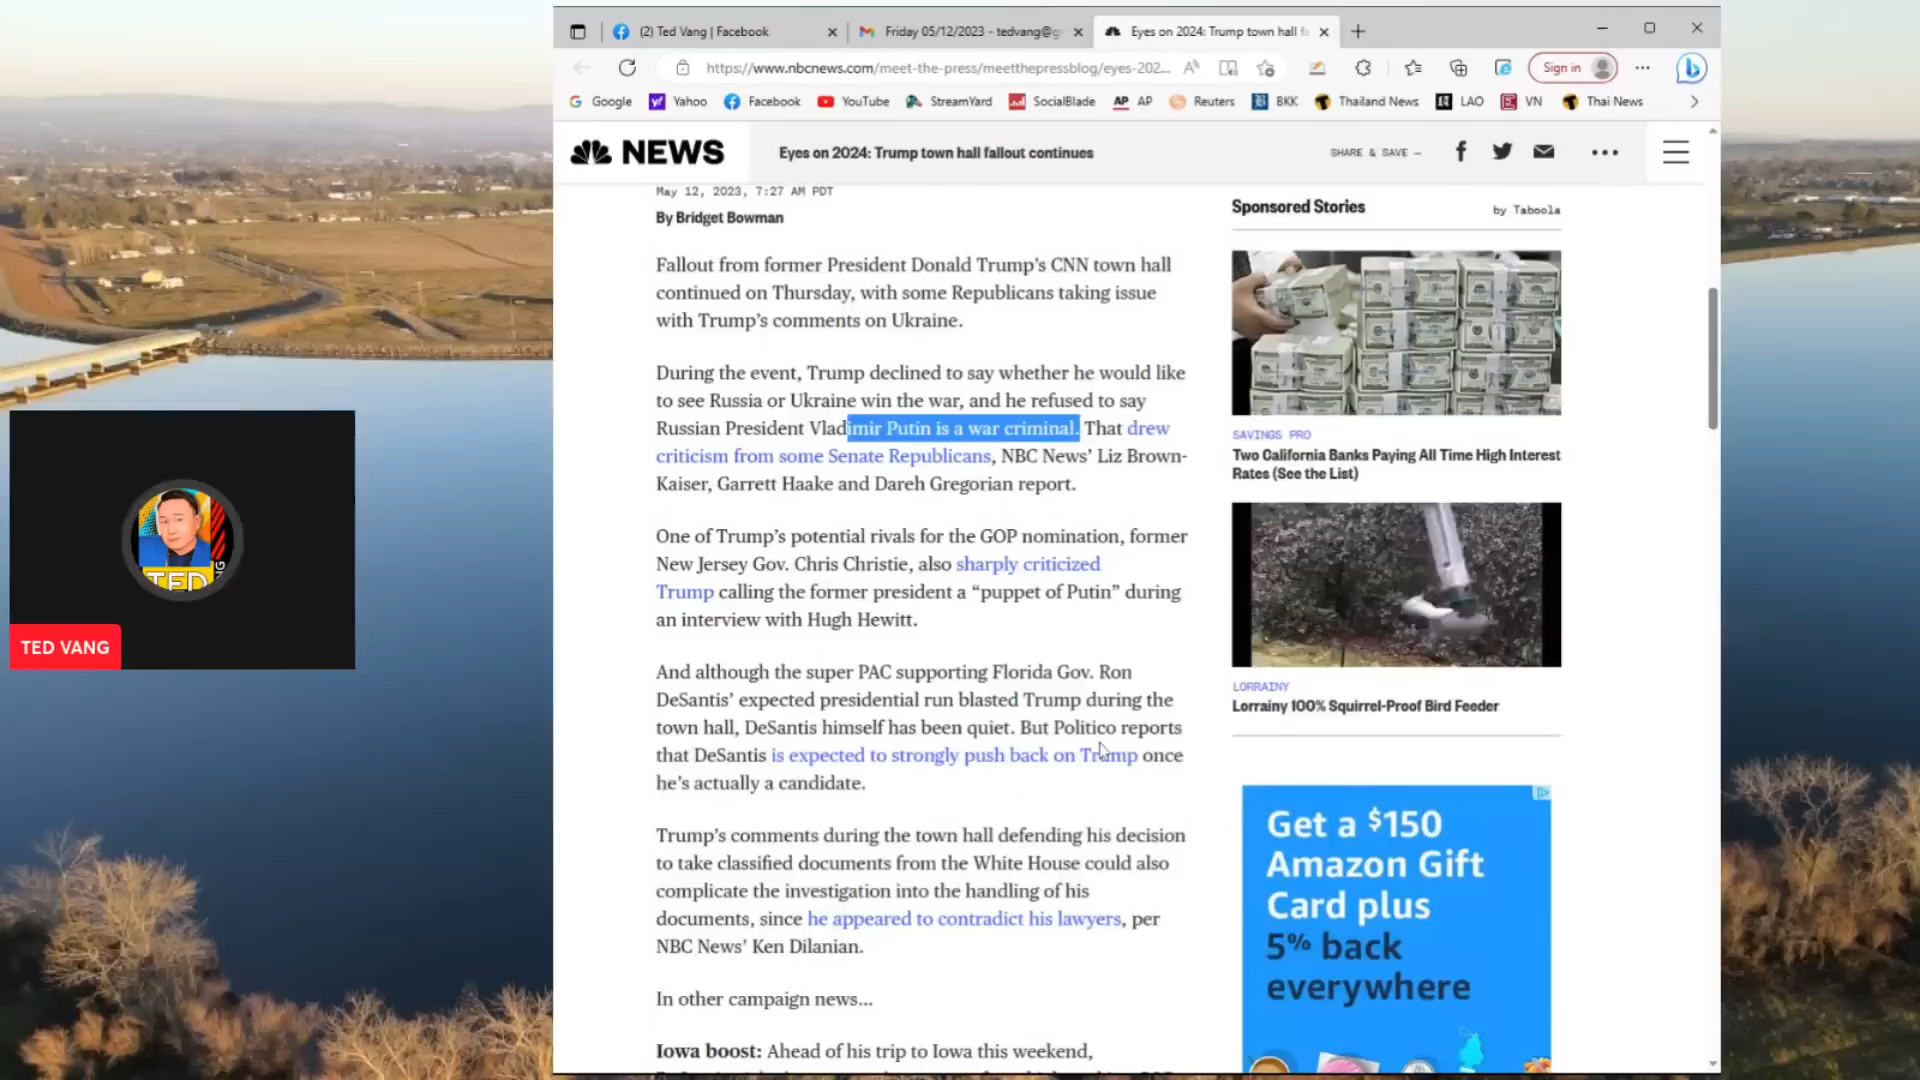 (2) Ted Vang | Facebook
Friday 05/12/2023 - tedvang@g
Eyes on 2024: Trump town hall fa
https://www.nbcnews.com/meet-the-press/meetthepressblog/eyes-202...
Sign in
Google
Yahoo
Facebook
YouTube
StreamYard
SocialBlade
AP AP
Reuters
BKK
Thailand News
LAO
VN
Thai News
NEWS
Eyes on 2024: Trump town hall fallout continues
SHARE & SAVE —
May 12, 2023, 7:27 AM PDT
By Bridget Bowman
Fallout from former President Donald Trump's CNN town hall
continued on Thursday, with some Republicans taking issue
with Trump's comments on Ukraine.
During the event, Trump declined to say whether he would like
to see Russia or Ukraine win the war, and he refused to say
Russian President Vladimir Putin is a war criminal. That drew
criticism from some Senate Republicans, NBC News' Liz Brown-
Kaiser, Garrett Haake and Dareh Gregorian report.
One of Trump's potential rivals for the GOP nomination, former
New Jersey Gov. Chris Christie, also sharply criticized
Trump calling the former president a “puppet of Putin” during
an interview with Hugh Hewitt.
And although the super PAC supporting Florida Gov. Ron
DeSantis' expected presidential run blasted Trump during the
town hall, DeSantis himself has been quiet. But Politico reports
that DeSantis is expected to strongly push back on Trump once
he's actually a candidate.
Trump's comments during the town hall defending his decision
to take classified documents from the White House could also
complicate the investigation into the handling of his
documents, since he appeared to contradict his lawyers, per
NBC News' Ken Dilanian.
In other campaign news...
Iowa boost: Ahead of his trip to Iowa this weekend,
Sponsored Stories
by Taboola
SAVINGS PRO
Two California Banks Paying All Time High Interest
Rates (See the List)
LORRAINY
Lorrainy 100% Squirrel-Proof Bird Feeder
Get a $150
Amazon Gift
Card plus
5% back
everywhere
TED
TED VANG